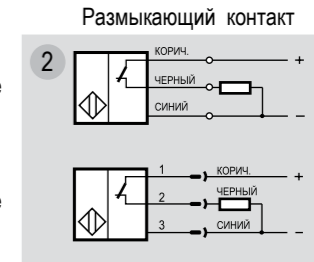 Размыкающий контакт
2
КОРИЧ. +
ЧЕРНЫЙ
СИНИЙ –
1 КОРИЧ. +
2 ЧЕРНЫЙ
3 СИНИЙ –
е
е